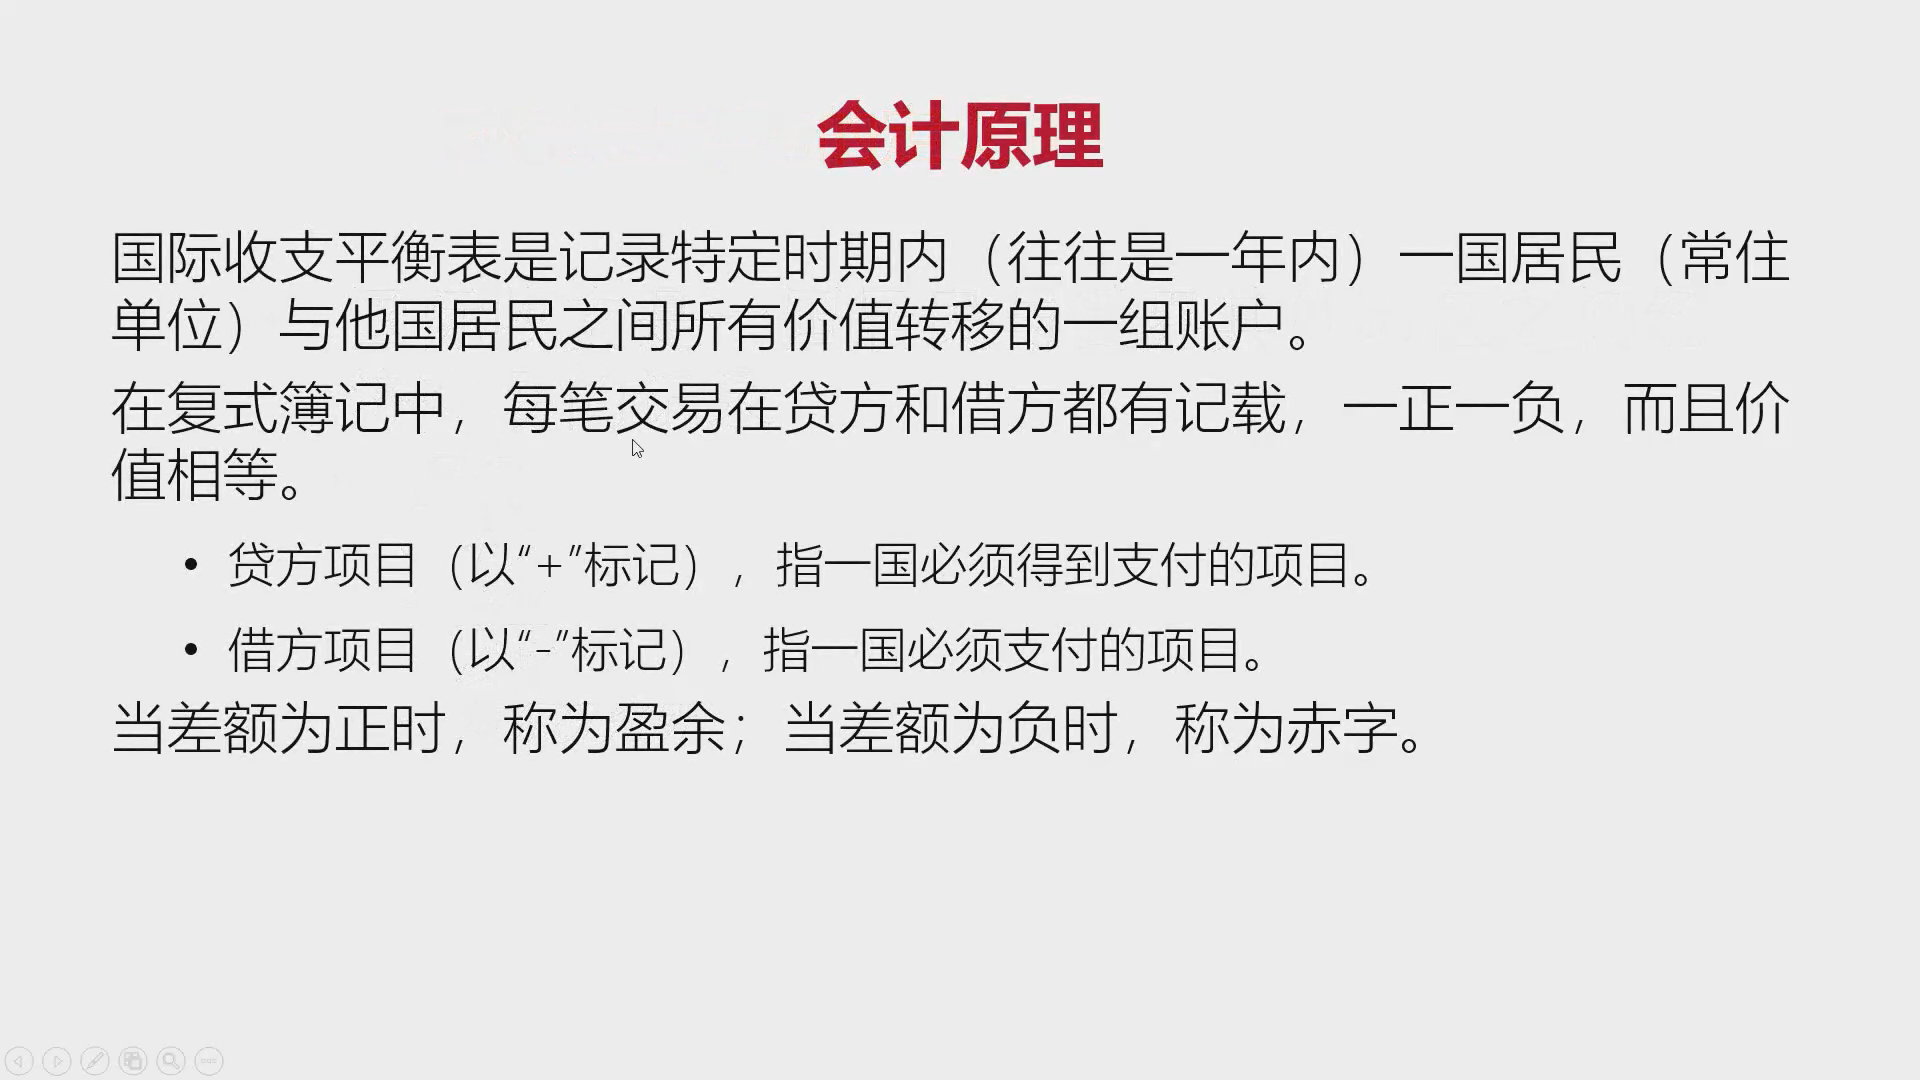 会计原理
国际收支平衡表是记录特定时期内（往往是一年内）一国居民（常住
单位）与他国居民之间所有价值转移的一组账户。
在复式簿记中，每笔交易在贷方和借方都有记载，一正一负，而且价
值相等。
• 贷方项目（以“+”标记），指一国必须得到支付的项目。
• 借方项目（以“-”标记），指一国必须支付的项目。
当差额为正时，称为盈余；当差额为负时，称为赤字。